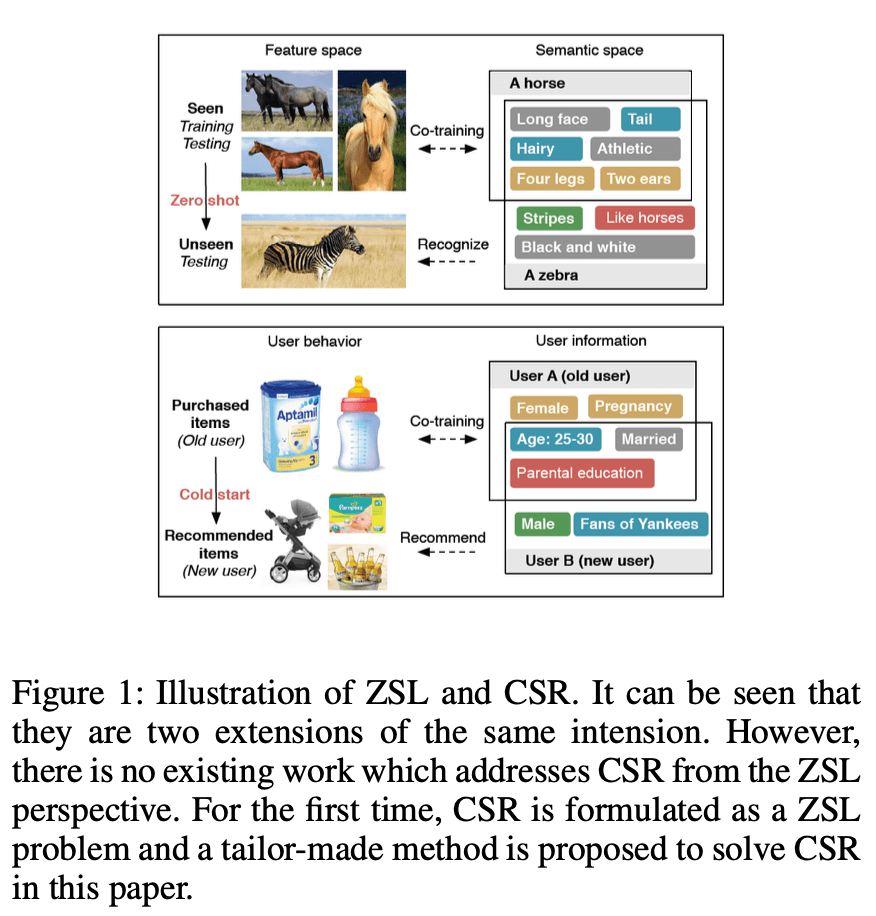 Feature space
Semantic space
A horse
Seen
Training
Testing
Co-training
Long face
Tail
Hairy
Athletic
Four legs
Two ears
Zero shot
Stripes
Like horses
Unseen
Testing
Recognize
Black and white
A zebra
User behavior
User information
User A (old user)
Purchased
items
(Old user)
Aptamil
3
Co-training
Female
Pregnancy
Age: 25-30
Married
Parental education
Cold start
Pampers
Recommended
items
(New user)
Recommend
Male
Fans of Yankees
User B (new user)
Figure 1: Illustration of ZSL and CSR. It can be seen that
they are two extensions of the same intension. However,
there is no existing work which addresses CSR from the ZSL
perspective. For the first time, CSR is formulated as a ZSL
problem and a tailor-made method is proposed to solve CSR
in this paper.